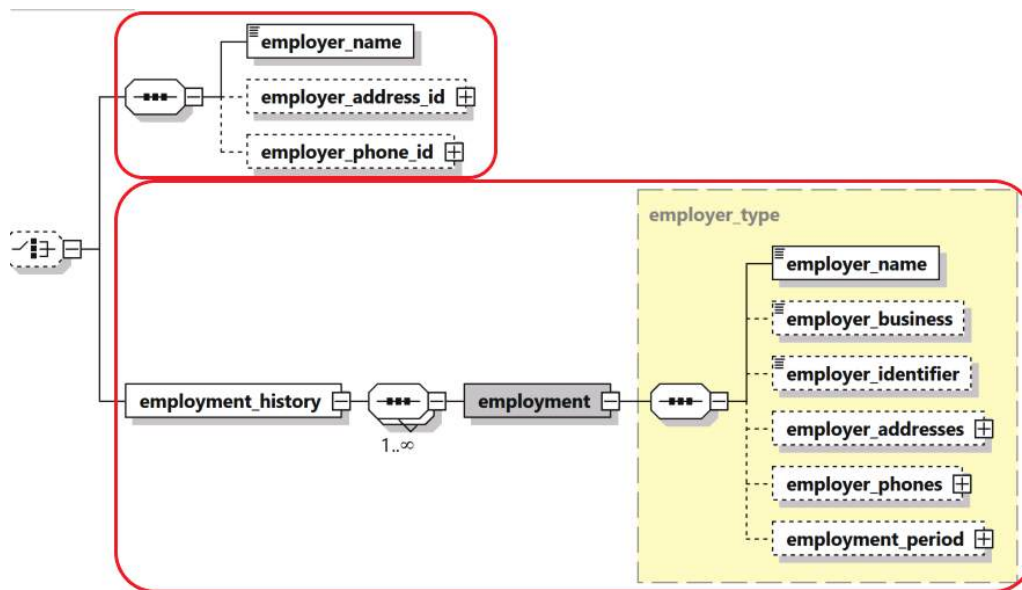 employer_name
employer_address_id
employer_phone_id
employer_type
employer_name
employer_business
employer_identifier
employment_history
1..∞
employment
employer_addresses
employer_phones
employment_period